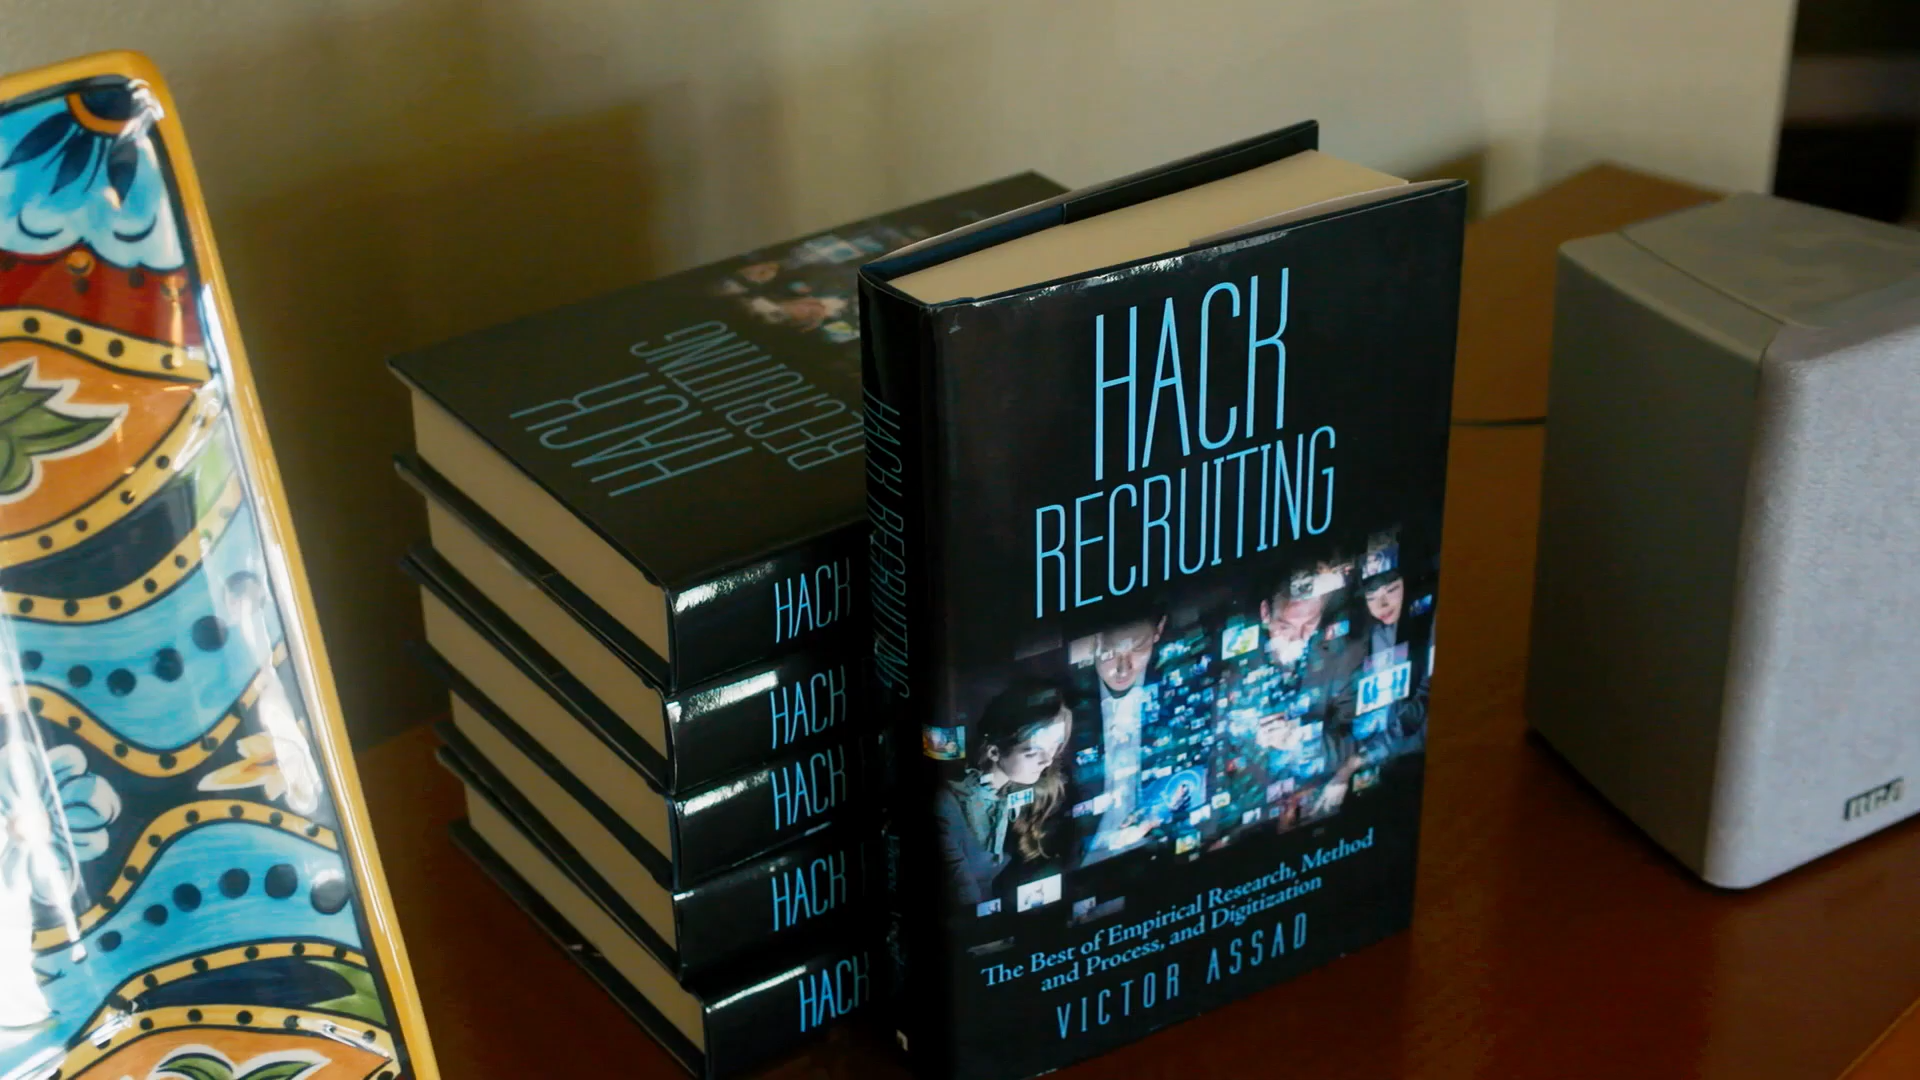 HACK
RECRUITING
HACK RECRUITING
The Best of Empirical Research, Method
and Process, and Digitization
VICTOR ASSAD
HACK
RECRUITING
HACK
HACK
HACK
HACK
HACK
RCA